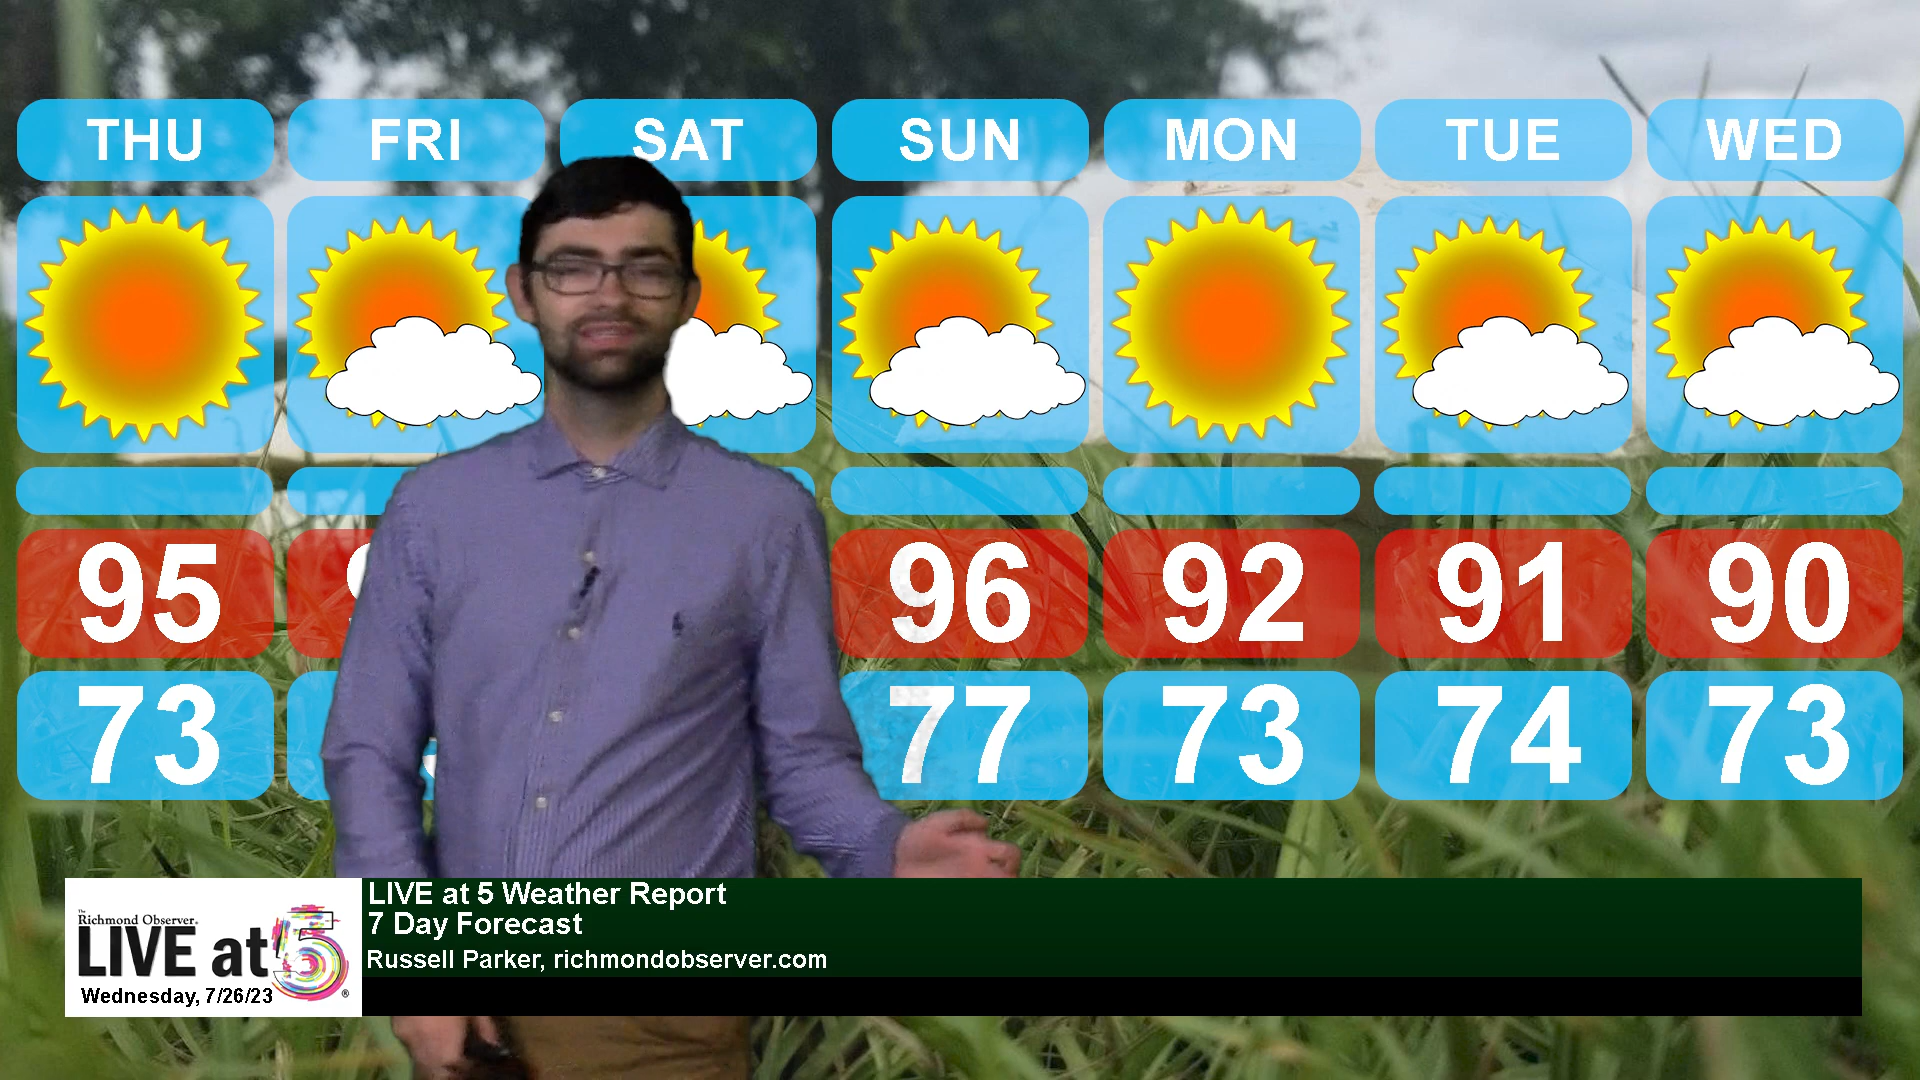 THU FRI SAT SUN MON TUE WED
95 96 92 91 90
73 77 73 74 73
LIVE at 5 Weather Report
7 Day Forecast
Russell Parker, richmondobserver.com
The
Richmond Observer
LIVE at 5
Wednesday, 7/26/23